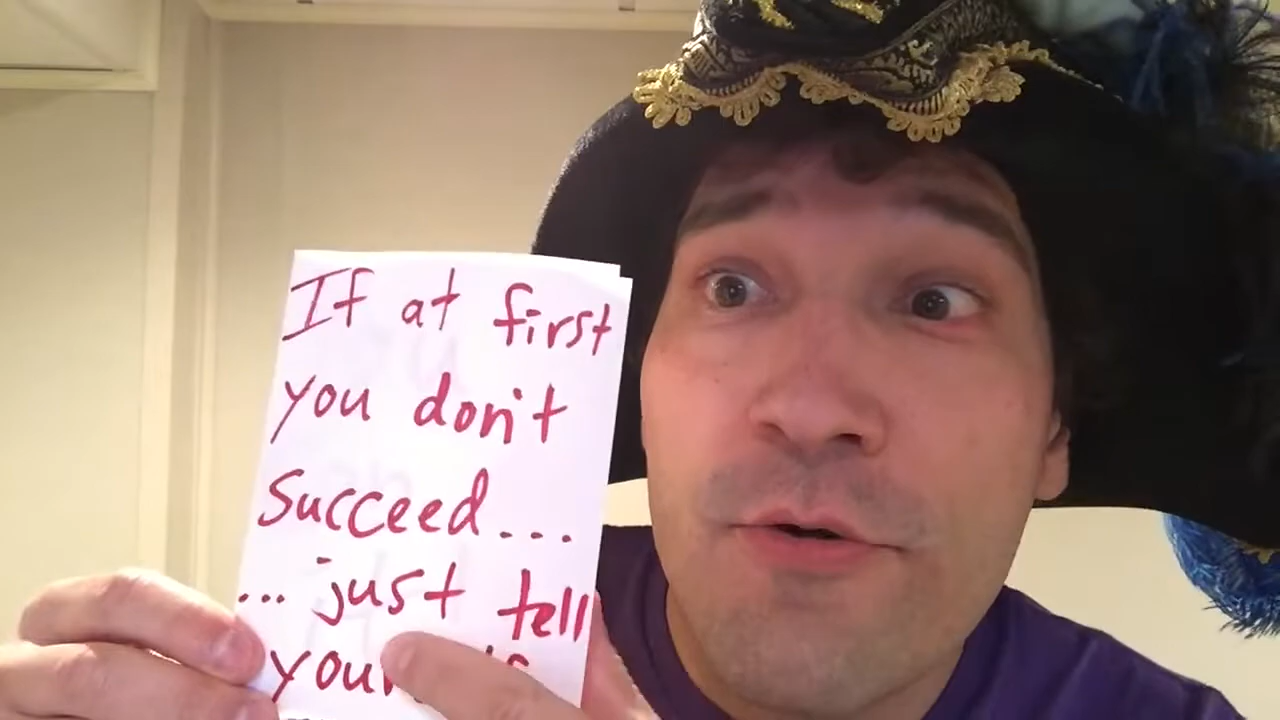 If at first
you don't
succeed...
...just tell